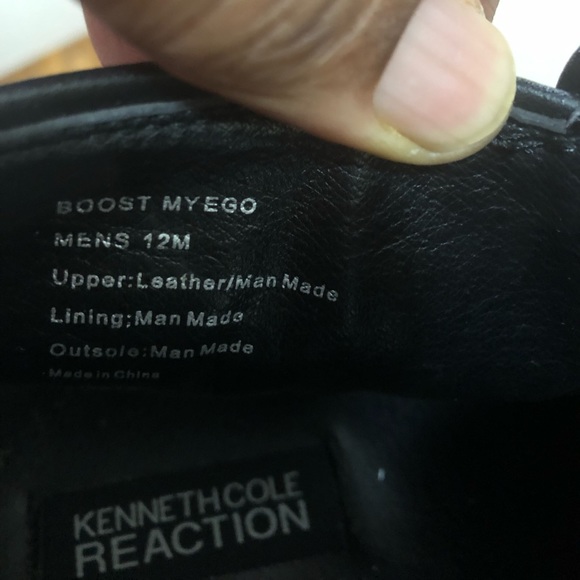 BOOST MYEGO
MENS 12M
Upper:Leather/Man Made
Lining;Man Made
Outsole:Man Made
Made in China
KENNETH COLE
REACTION